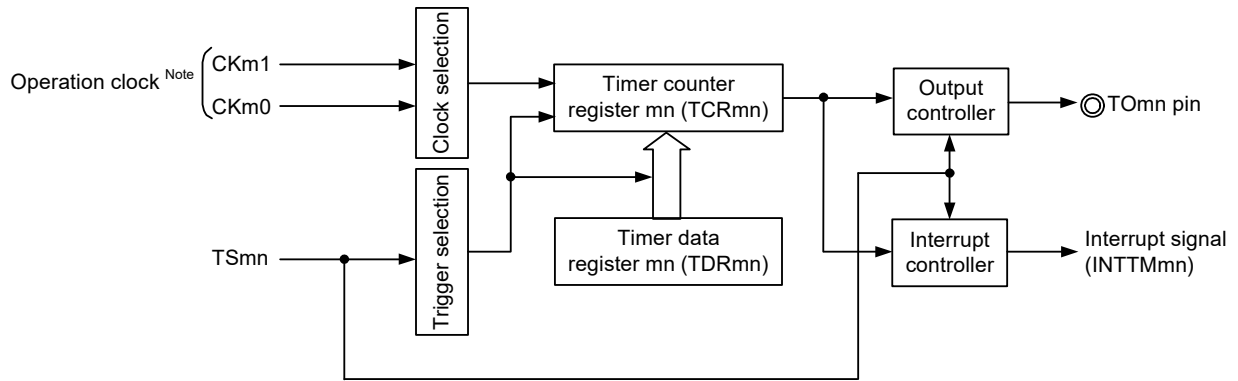 Operation clock Note
CKm1
CKm0
Clock selection
Timer counter
register mn (TCRmn)
Output
controller
TOmn pin
TSmn
Trigger selection
Timer data
register mn (TDRmn)
Interrupt
controller
Interrupt signal
(INTTMmn)